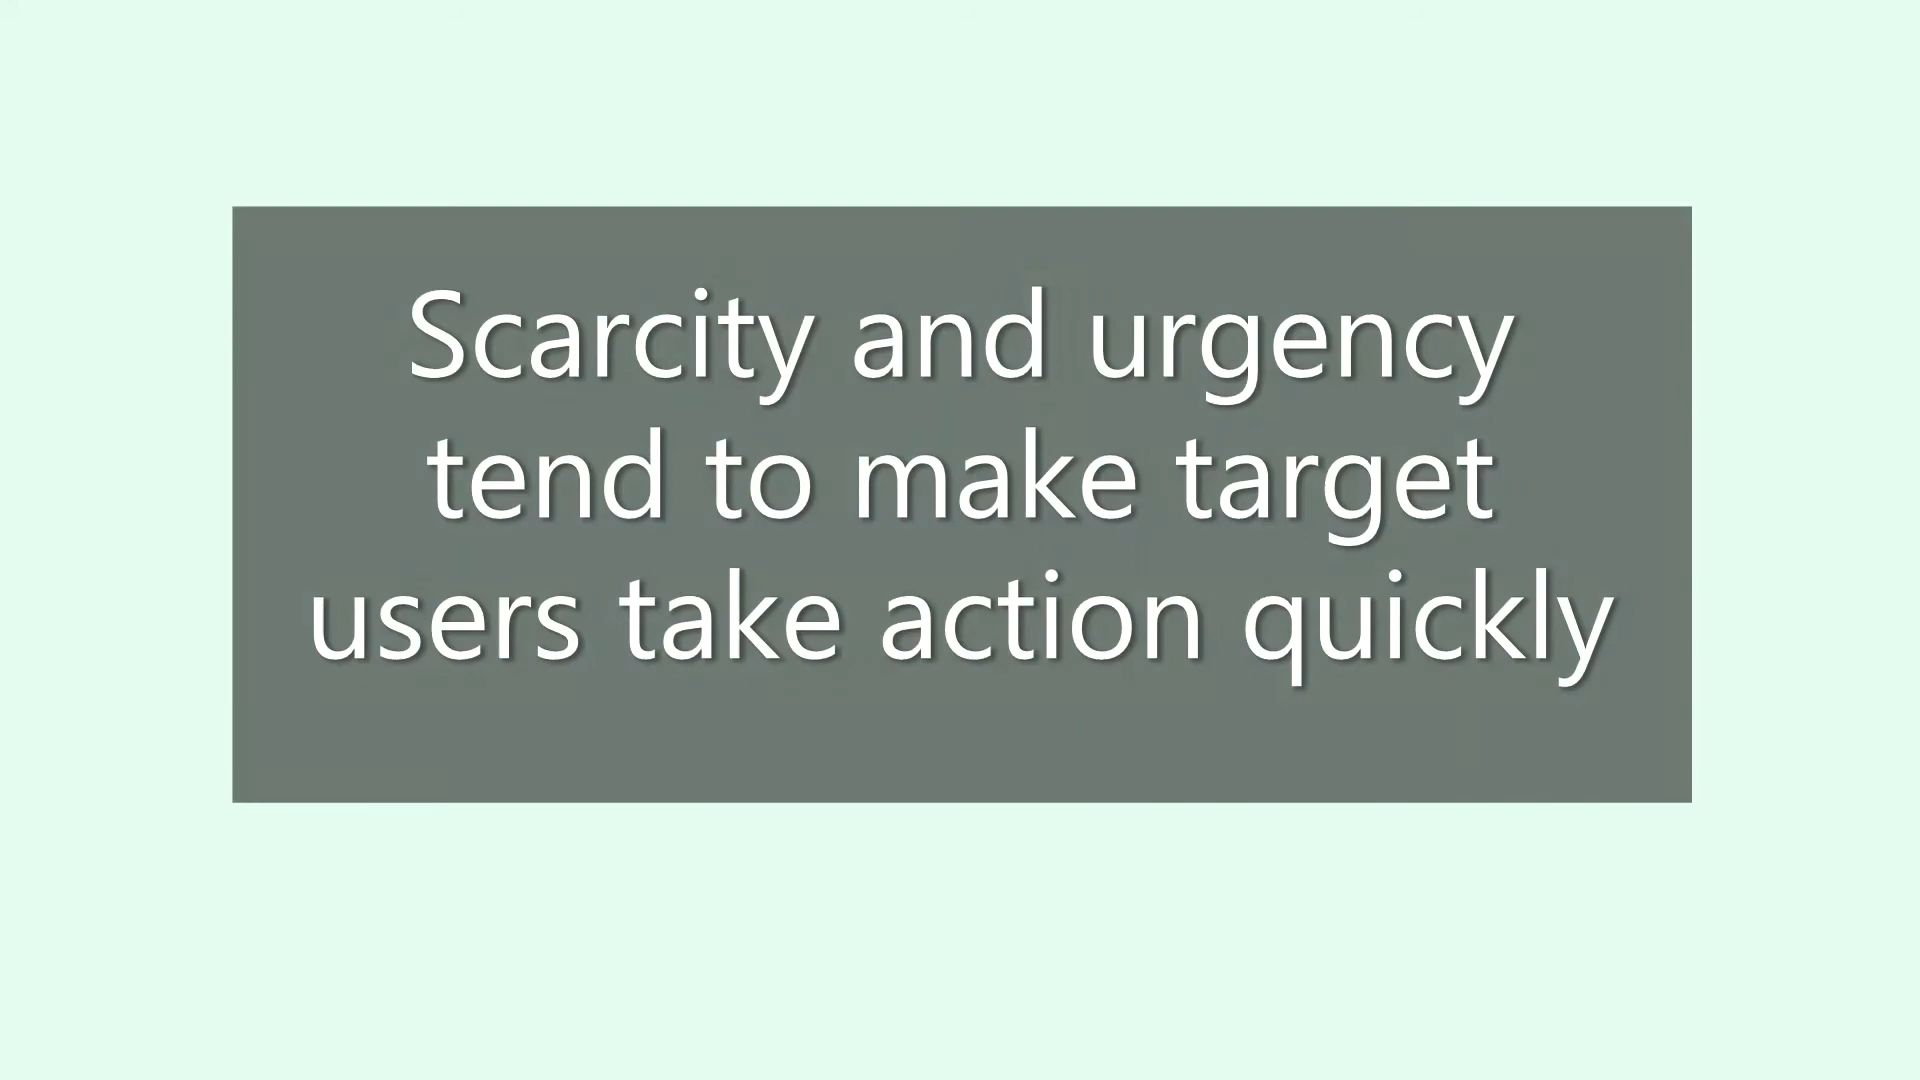 Scarcity and urgency
tend to make target
users take action quickly